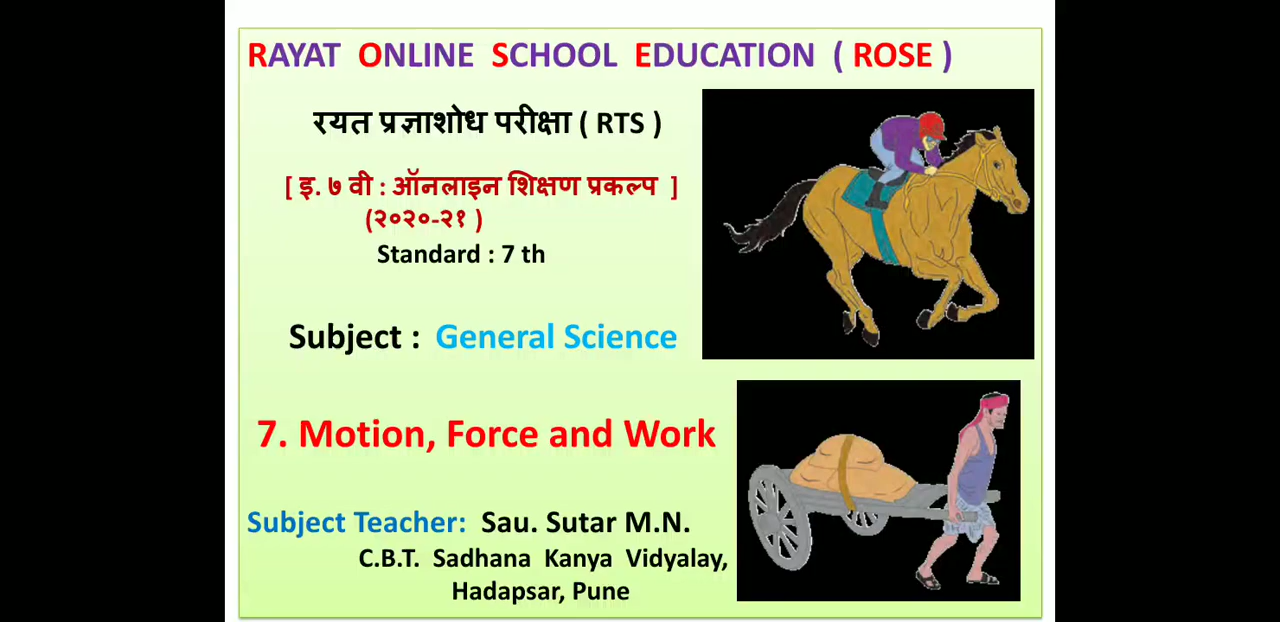 RAYAT ONLINE SCHOOL EDUCATION ( ROSE )
रयत प्रज्ञाशोध परीक्षा ( RTS )
[ इ. ७ वी : ऑनलाइन शिक्षण प्रकल्प ]
(२०२०-२१ )
Standard : 7 th
Subject : General Science
7. Motion, Force and Work
Subject Teacher: Sau. Sutar M.N.
C.B.T. Sadhana Kanya Vidyalay,
Hadapsar, Pune